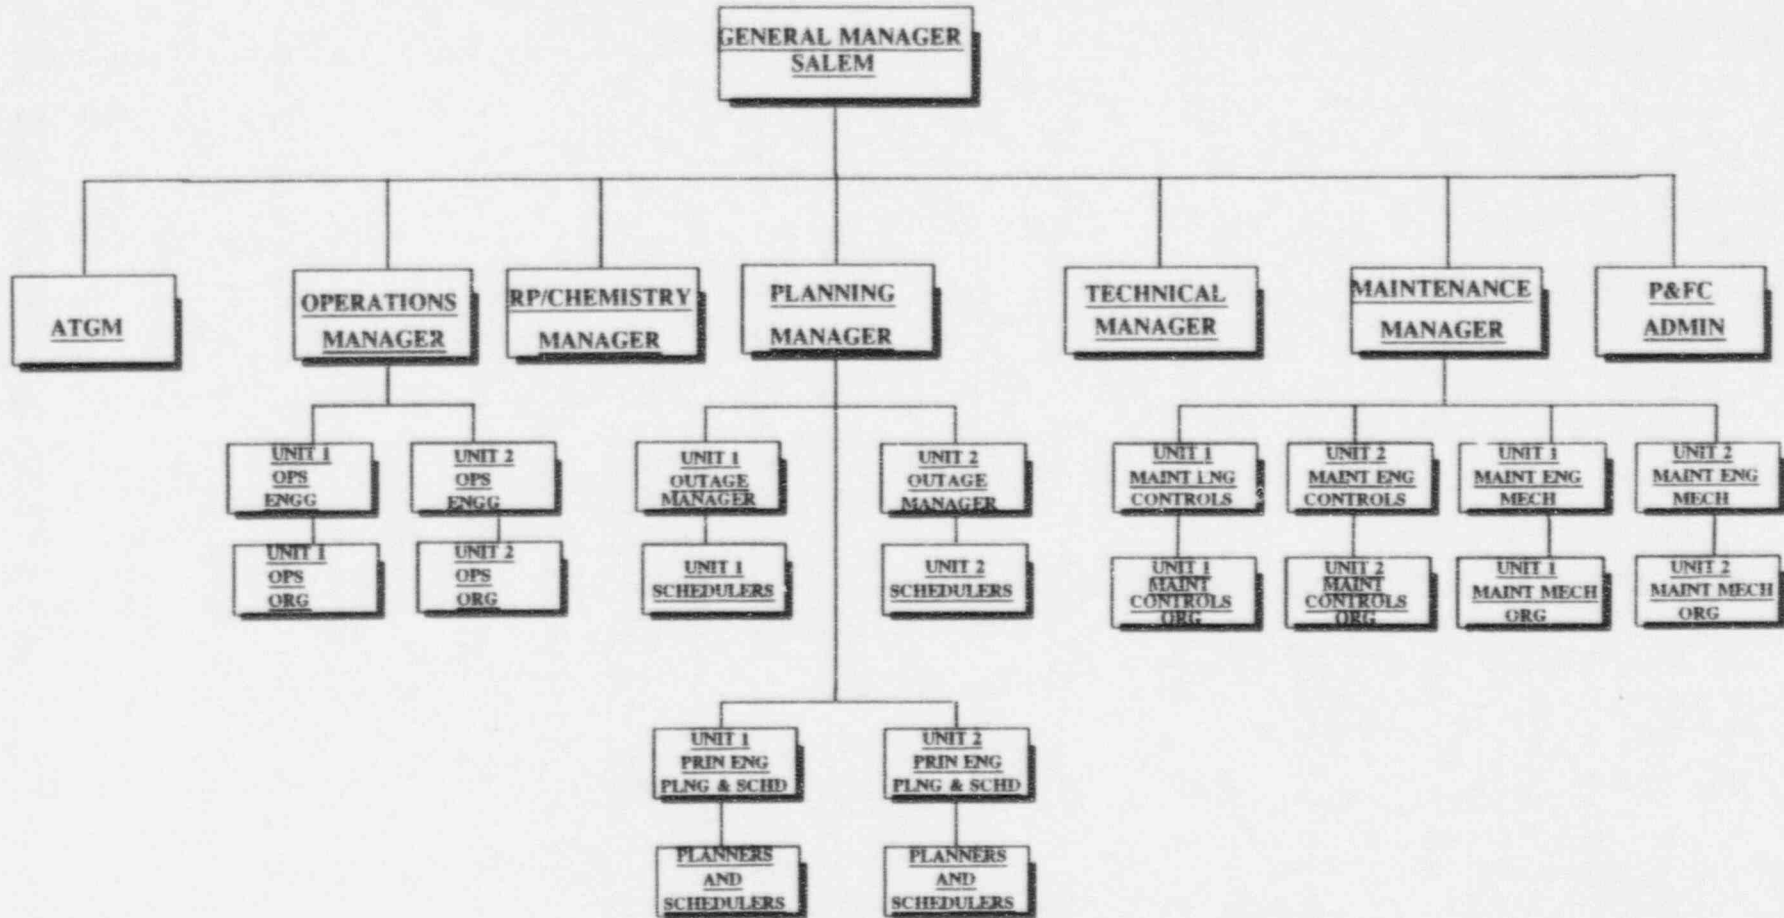 GENERAL MANAGER
SALEM
ATGM
OPERATIONS
MANAGER
RP/CHEMISTRY
MANAGER
PLANNING
MANAGER
TECHNICAL
MANAGER
MAINTENANCE
MANAGER
P&FC
ADMIN
UNIT 1
OPS
ENGG
UNIT 2
OPS
ENGG
UNIT 1
OUTAGE
MANAGER
UNIT 2
OUTAGE
MANAGER
UNIT 1
MAINT ENG
CONTROLS
UNIT 2
MAINT ENG
CONTROLS
UNIT 1
MAINT ENG
MECH
UNIT 2
MAINT ENG
MECH
UNIT 1
OPS
ORG
UNIT 2
OPS
ORG
UNIT 1
SCHEDULERS
UNIT 2
SCHEDULERS
UNIT 1
MAINT
CONTROLS
ORG
UNIT 2
MAINT
CONTROLS
ORG
UNIT 1
MAINT MECH
ORG
UNIT 2
MAINT MECH
ORG
UNIT 1
PRIN ENG
PLNG & SCHD
UNIT 2
PRIN ENG
PLNG & SCHD
PLANNERS
AND
SCHEDULERS
PLANNERS
AND
SCHEDULERS